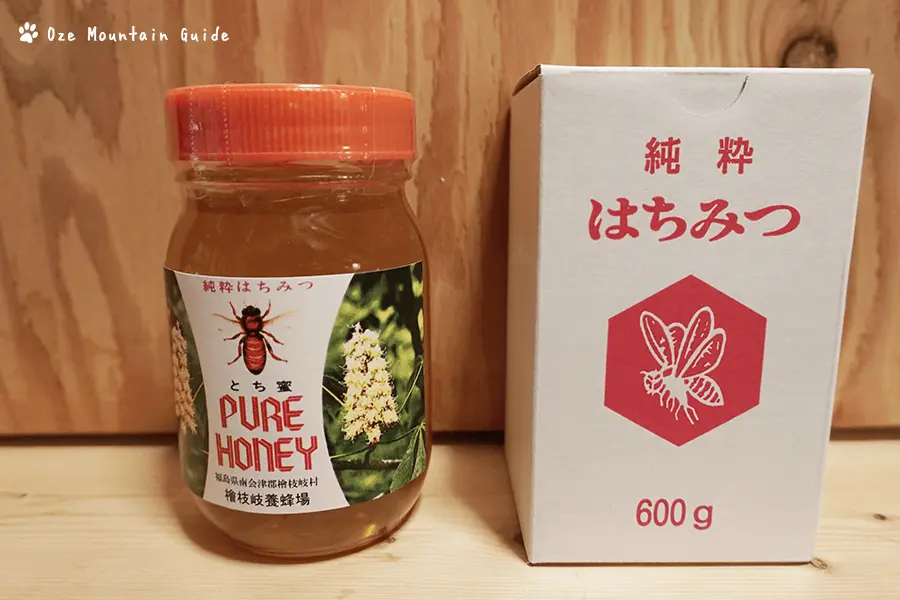 Oze Mountain Guide
純粋はちみつ
とち蜜
PURE
HONEY
福島県南会津郡檜枝岐村
檜枝岐養蜂場
純粋
はちみつ
600g